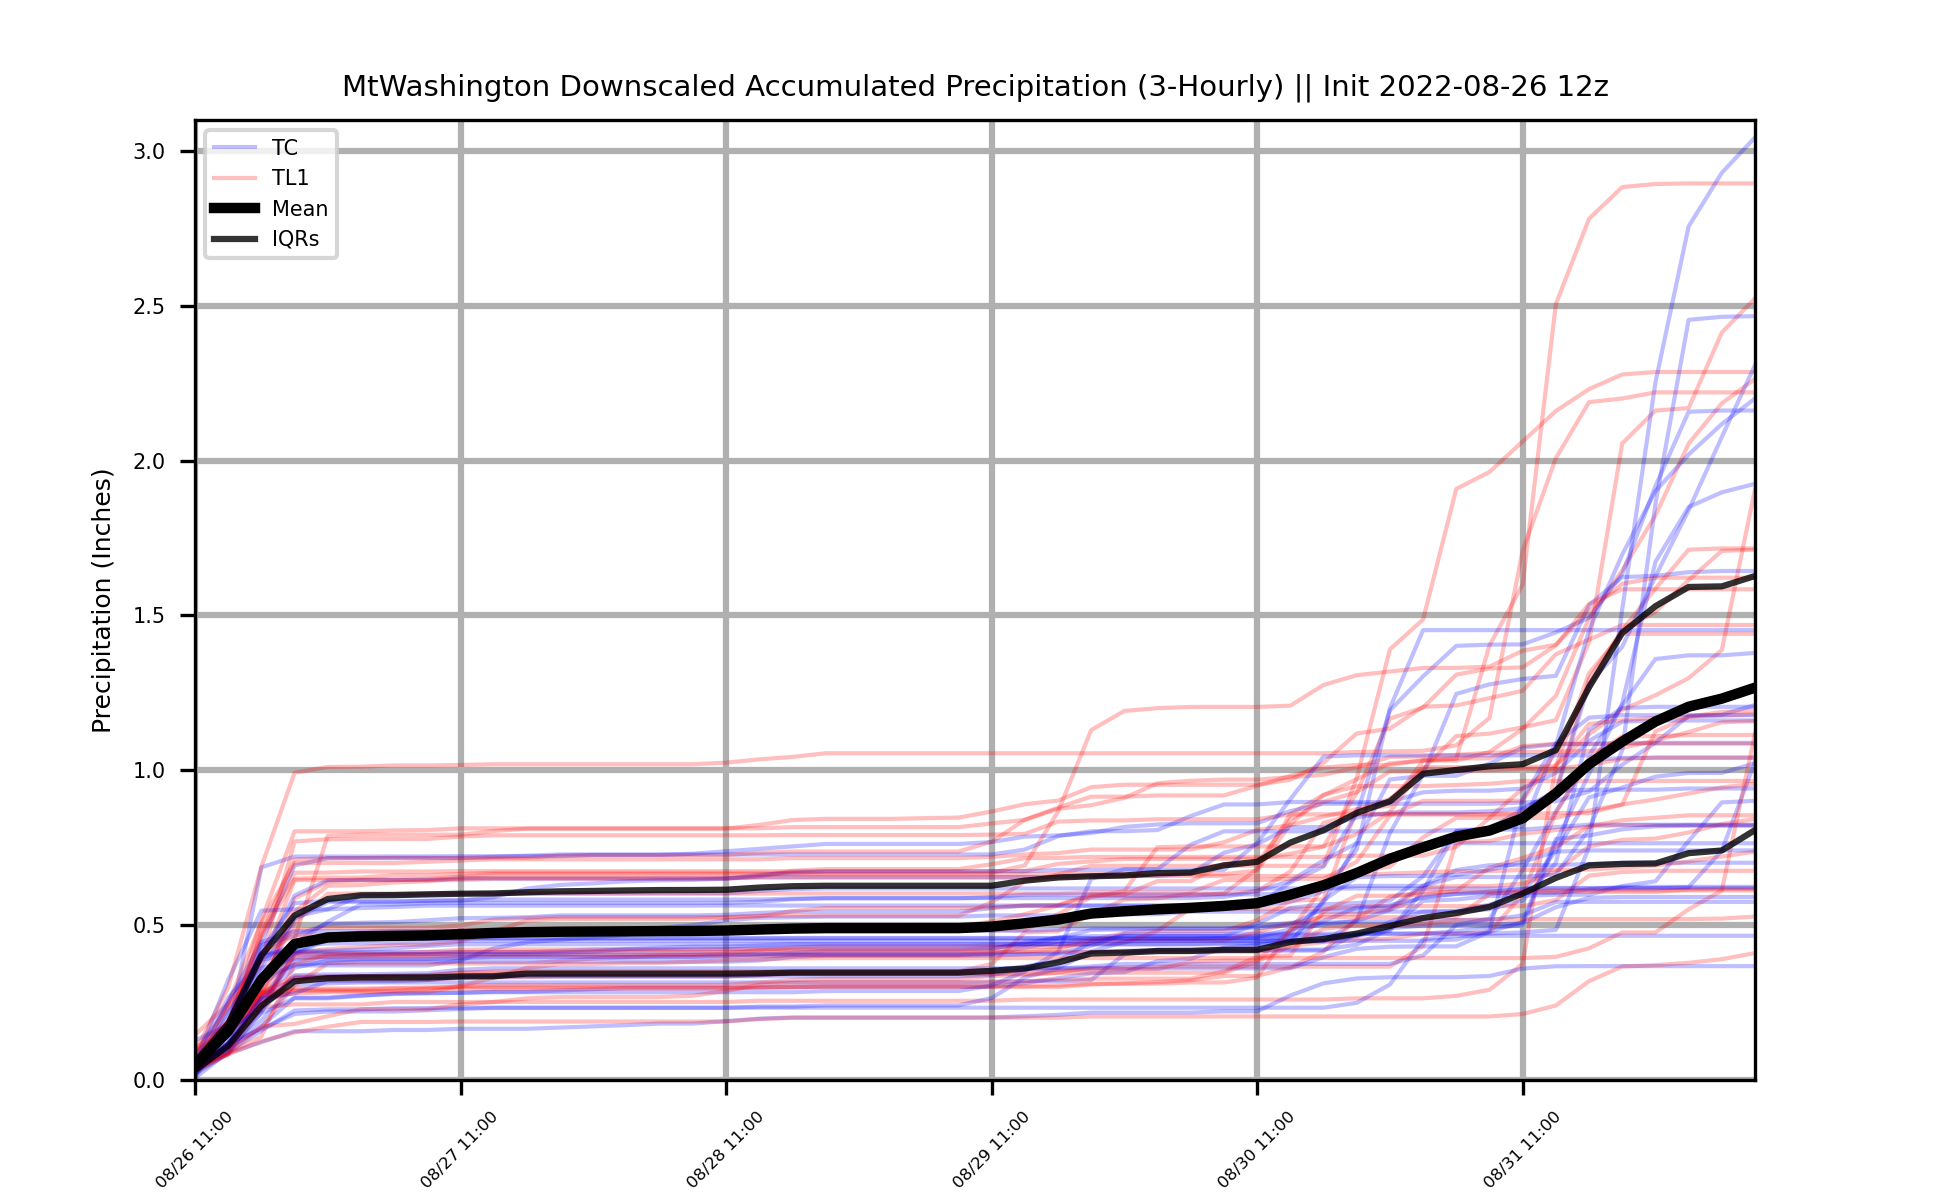 MtWashington Downscaled Accumulated Precipitation (3-Hourly) || Init 2022-08-26 12z
TC
TL1
Mean
IQRs
Precipitation (Inches)
3.0
2.5
2.0
1.5
1.0
0.5
0.0
08/26 11:00
08/27 11:00
08/28 11:00
08/29 11:00
08/30 11:00
08/31 11:00